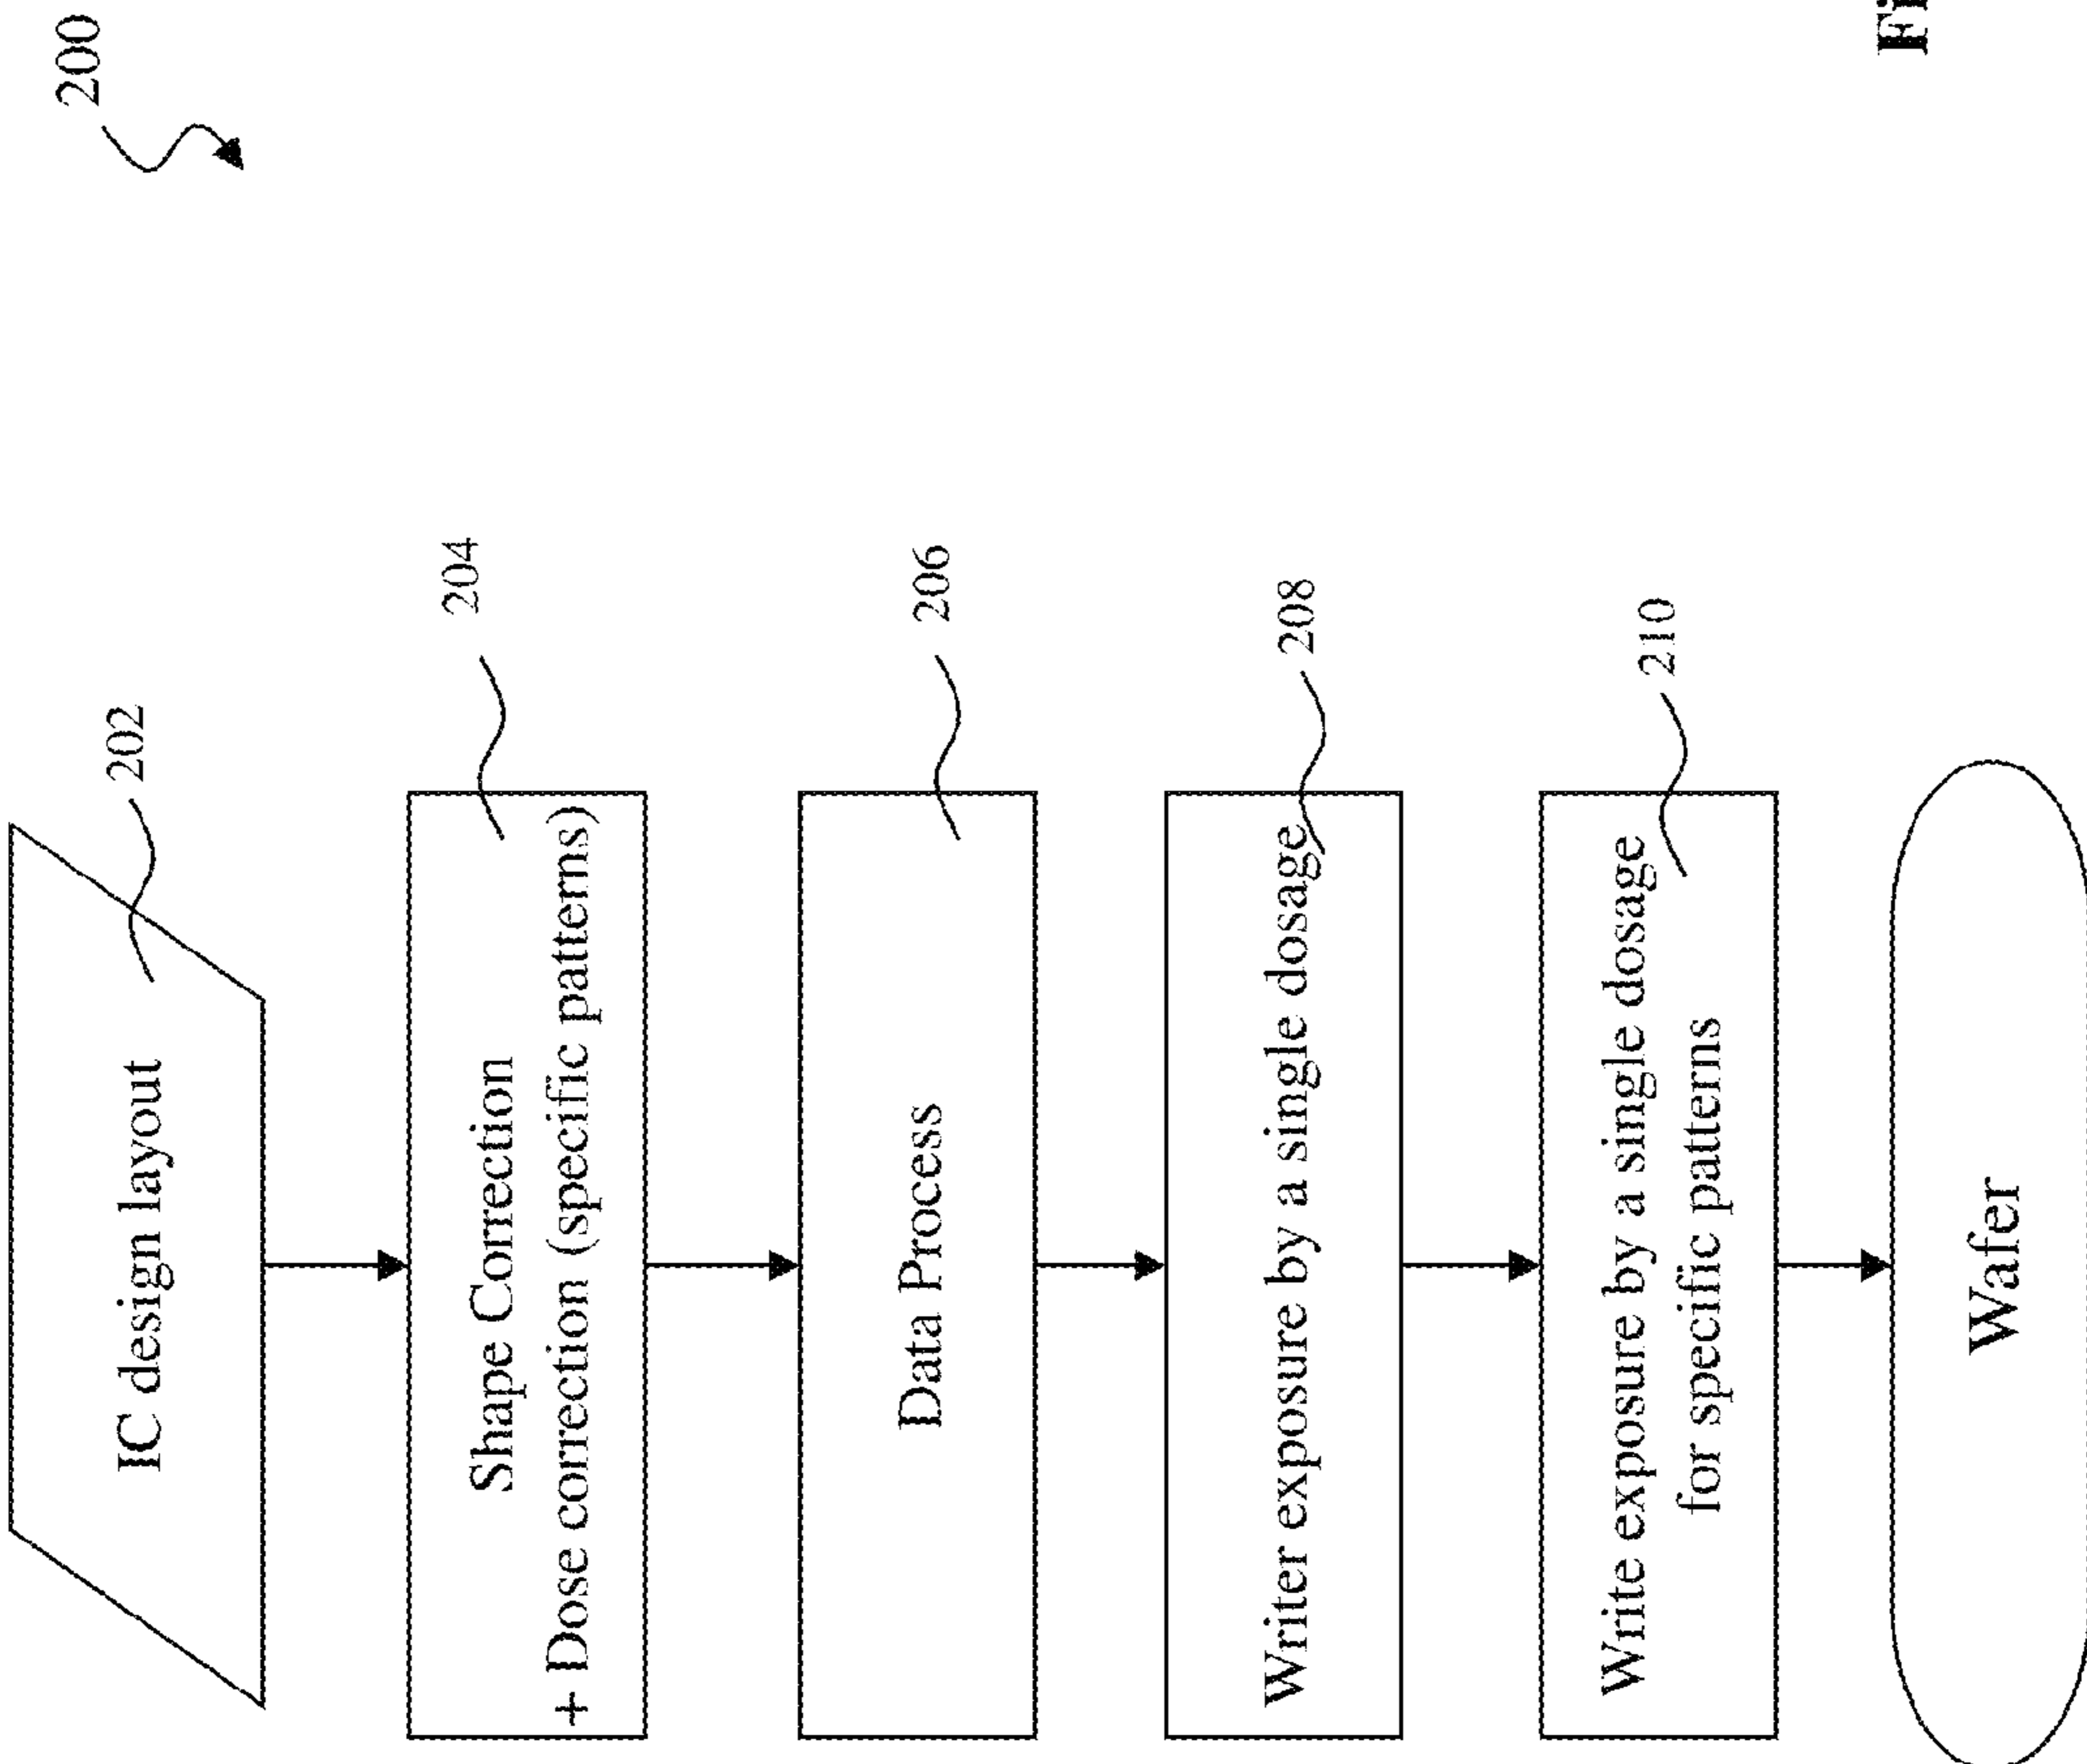 200
IC design layout
202
Shape Correction
+ Dose correction (specific patterns)
204
Data Process
206
Writer exposure by a single dosage
208
Write exposure by a single dosage
for specific patterns
210
Wafer